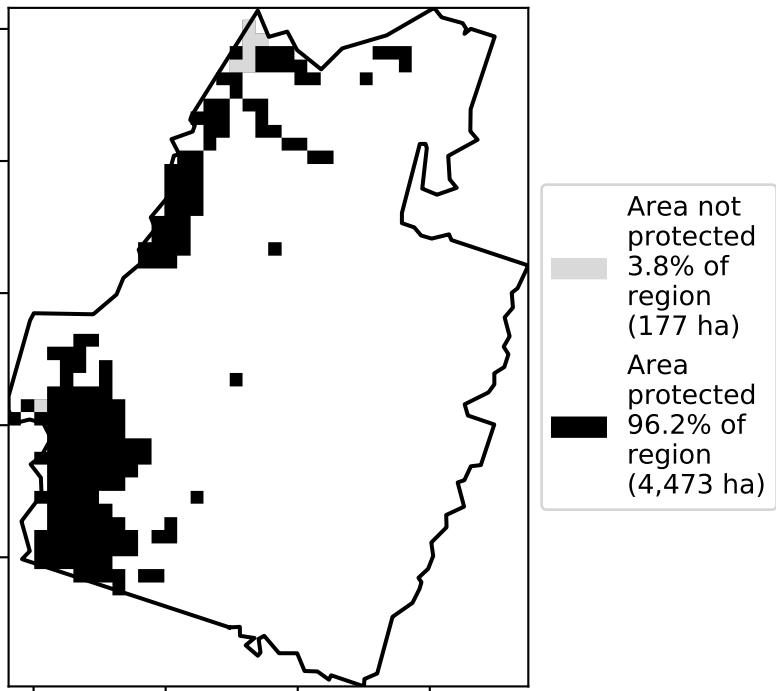 Area not
protected
3.8% of
region
(177 ha)
Area
protected
96.2% of
region
(4,473 ha)